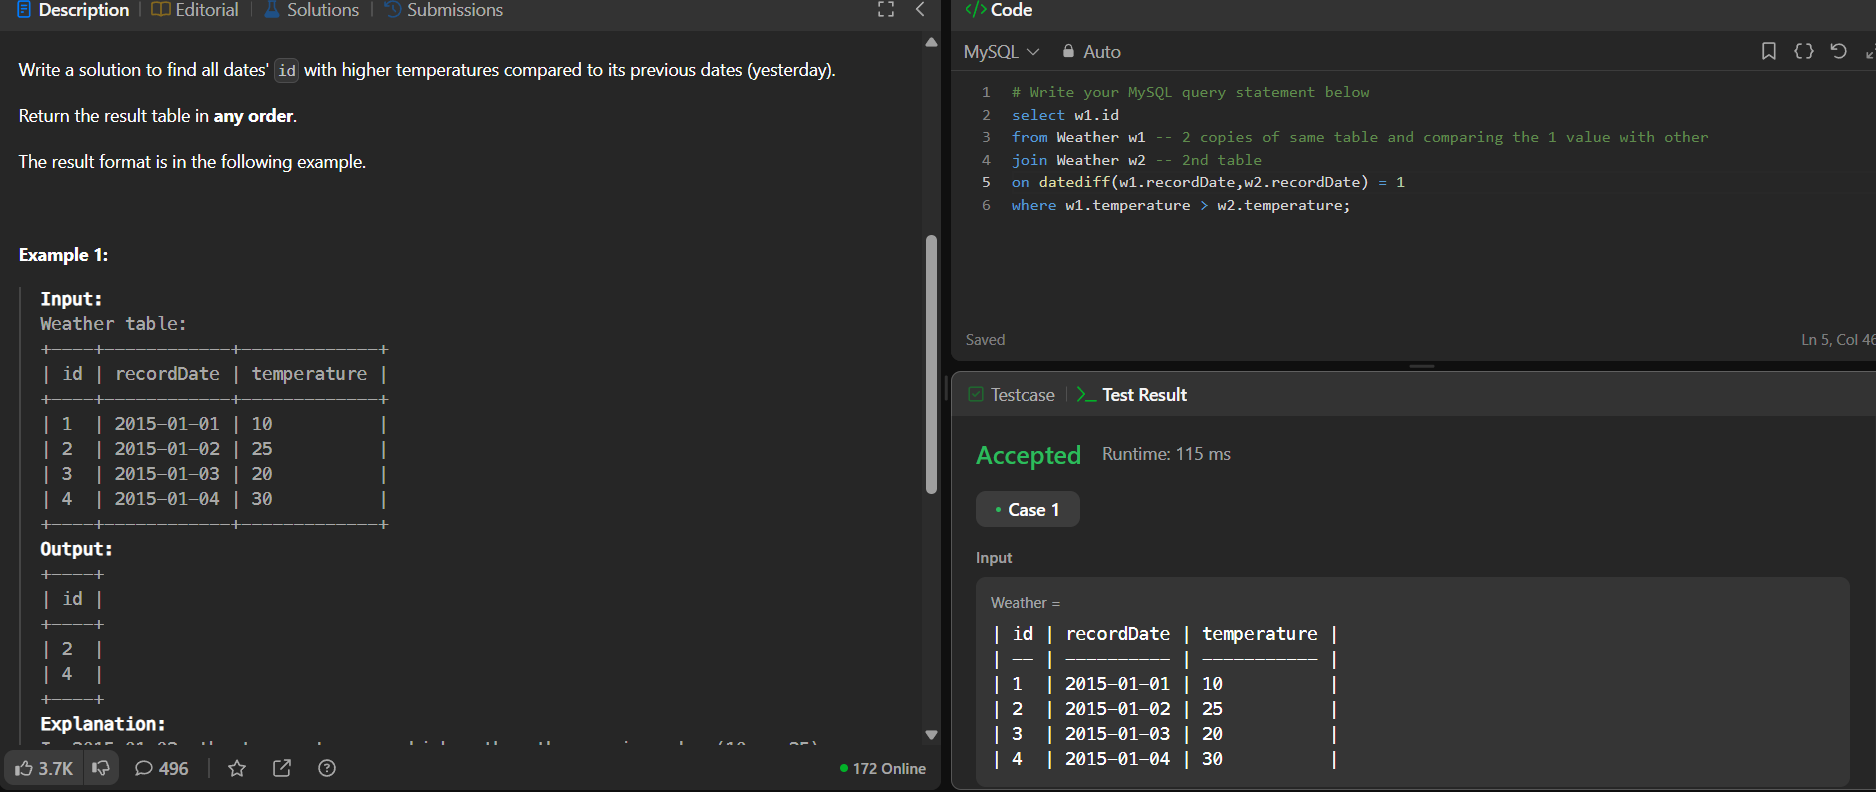 Description | Editorial | Solutions | Submissions
Write a solution to find all dates' id with higher temperatures compared to its previous dates (yesterday).
Return the result table in any order.
The result format is in the following example.
Example 1:
Input:
Weather table:
+----+------------+-------------+
| id | recordDate | temperature |
+----+------------+-------------+
| 1  | 2015-01-01 | 10          |
| 2  | 2015-01-02 | 25          |
| 3  | 2015-01-03 | 20          |
| 4  | 2015-01-04 | 30          |
+----+------------+-------------+
Output:
+----+
| id |
+----+
| 2  |
| 4  |
+----+
Explanation:
3.7K 496
172 Online
</> Code
MySQL Auto
1 # Write your MySQL query statement below
2 select w1.id
3 from Weather w1 -- 2 copies of same table and comparing the 1 value with other
4 join Weather w2 -- 2nd table
5 on datediff(w1.recordDate,w2.recordDate) = 1
6 where w1.temperature > w2.temperature;
Saved Ln 5, Col 46
Testcase | >_ Test Result
Accepted Runtime: 115 ms
• Case 1
Input
Weather =
| id | recordDate | temperature |
| -- | ---------- | ----------- |
| 1  | 2015-01-01 | 10          |
| 2  | 2015-01-02 | 25          |
| 3  | 2015-01-03 | 20          |
| 4  | 2015-01-04 | 30          |